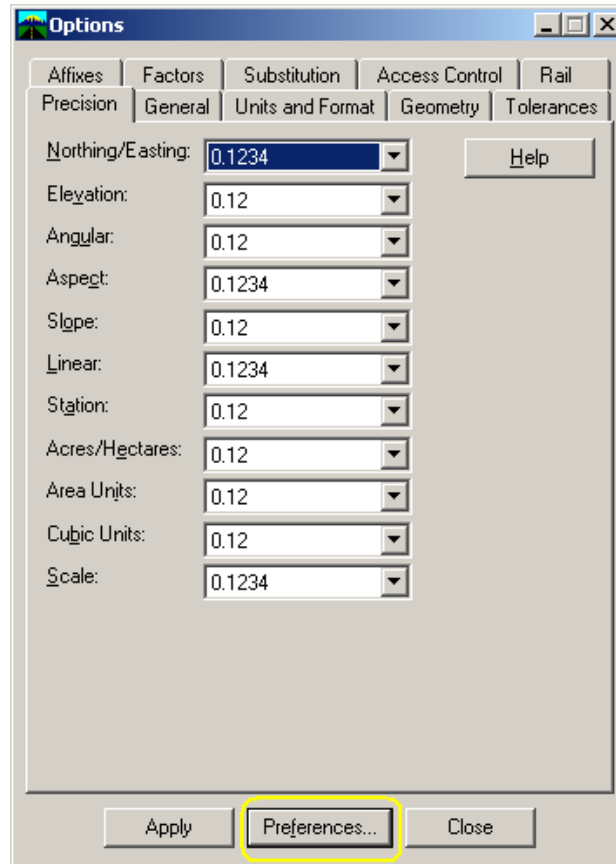 Options
Affixes Factors Substitution Access Control Rail
Precision General Units and Format Geometry Tolerances
Northing/Easting: 0.1234 Help
Elevation: 0.12
Angular: 0.12
Aspect: 0.1234
Slope: 0.12
Linear: 0.1234
Station: 0.12
Acres/Hectares: 0.12
Area Units: 0.12
Cubic Units: 0.12
Scale: 0.1234
Apply Preferences... Close